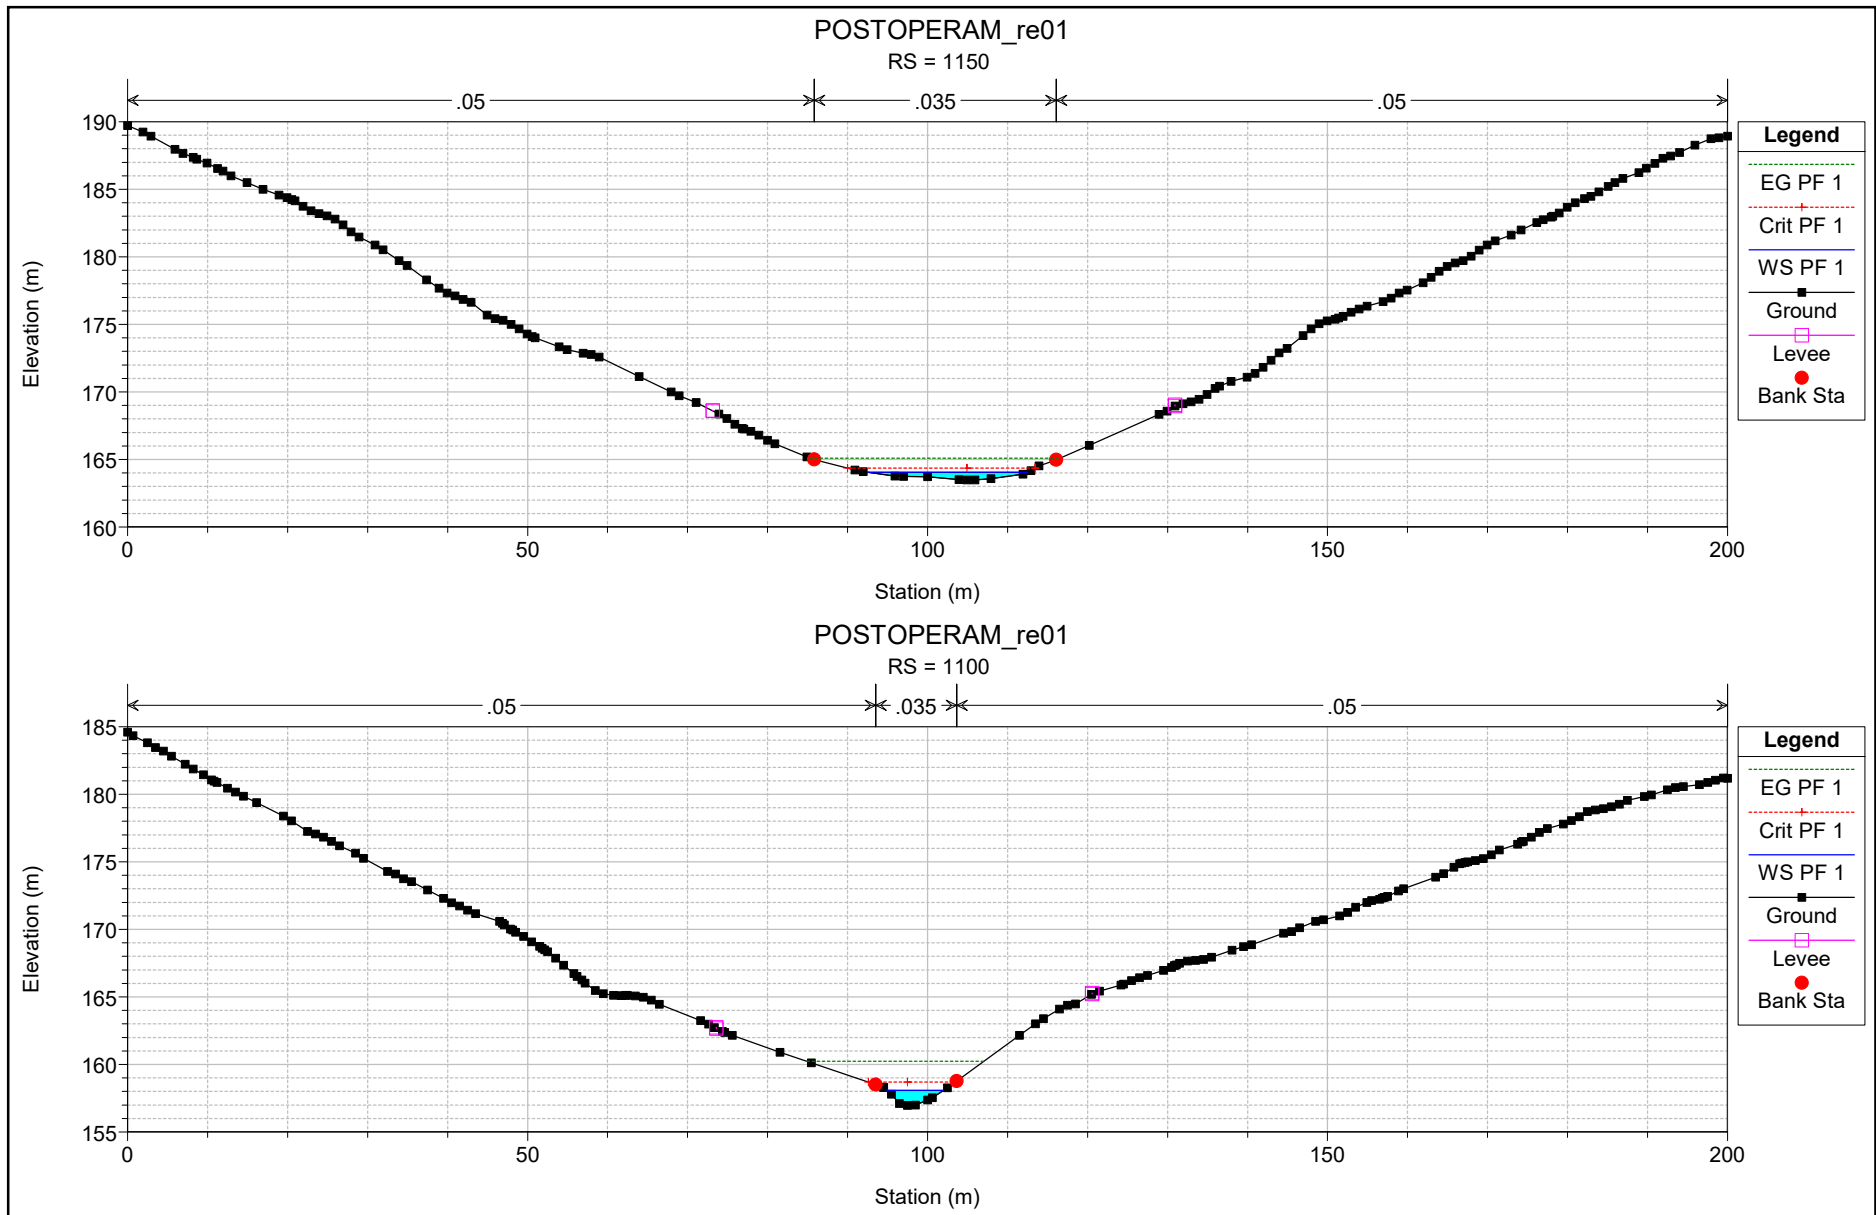 POSTOPERAM_re01
RS = 1150
.05 .035 .05
190
185
180
175
170
165
160
Elevation (m)
0 50 100 150 200
Station (m)
Legend
EG PF 1
Crit PF 1
WS PF 1
Ground
Levee
Bank Sta
POSTOPERAM_re01
RS = 1100
.05 .035 .05
185
180
175
170
165
160
155
Elevation (m)
0 50 100 150 200
Station (m)
Legend
EG PF 1
Crit PF 1
WS PF 1
Ground
Levee
Bank Sta